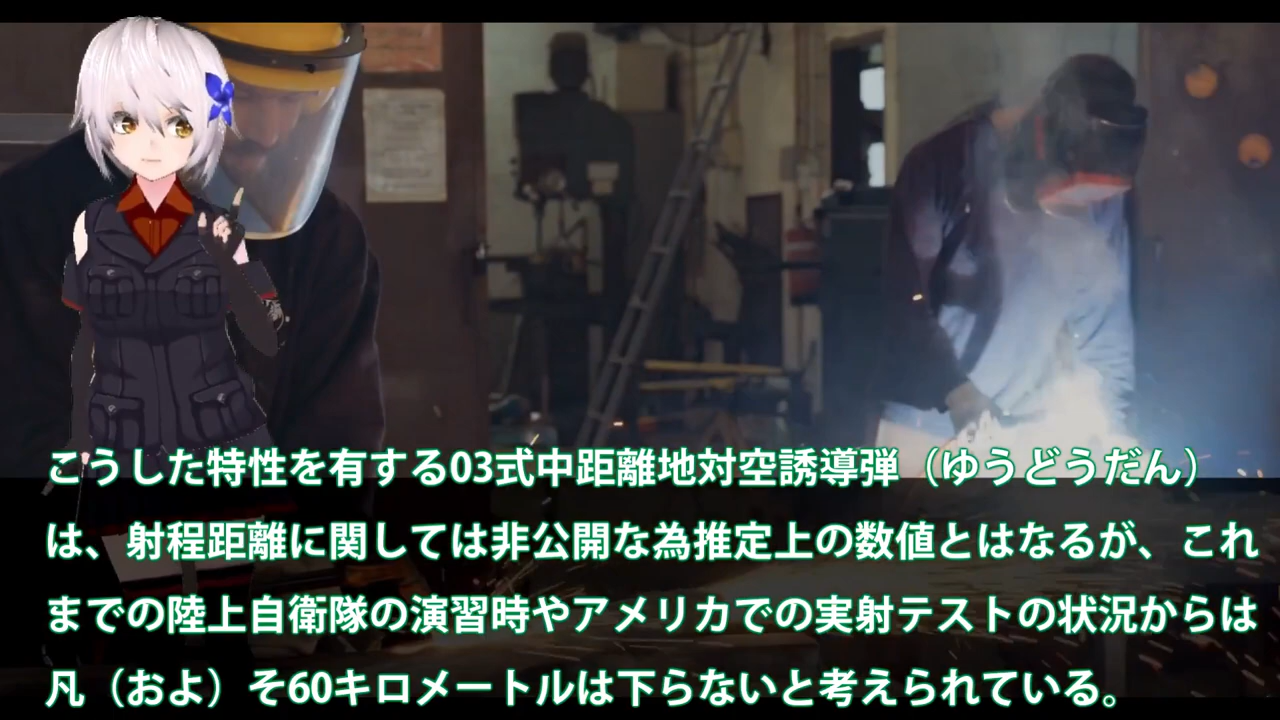 こうした特性を有する03式中距離地対空誘導弾（ゆうどうだん）
は、射程距離に関しては非公開な為推定上の数値とはなるが、これ
までの陸上自衛隊の演習時やアメリカでの実射テストの状況からは
凡（およ）そ60キロメートルは下らないと考えられている。